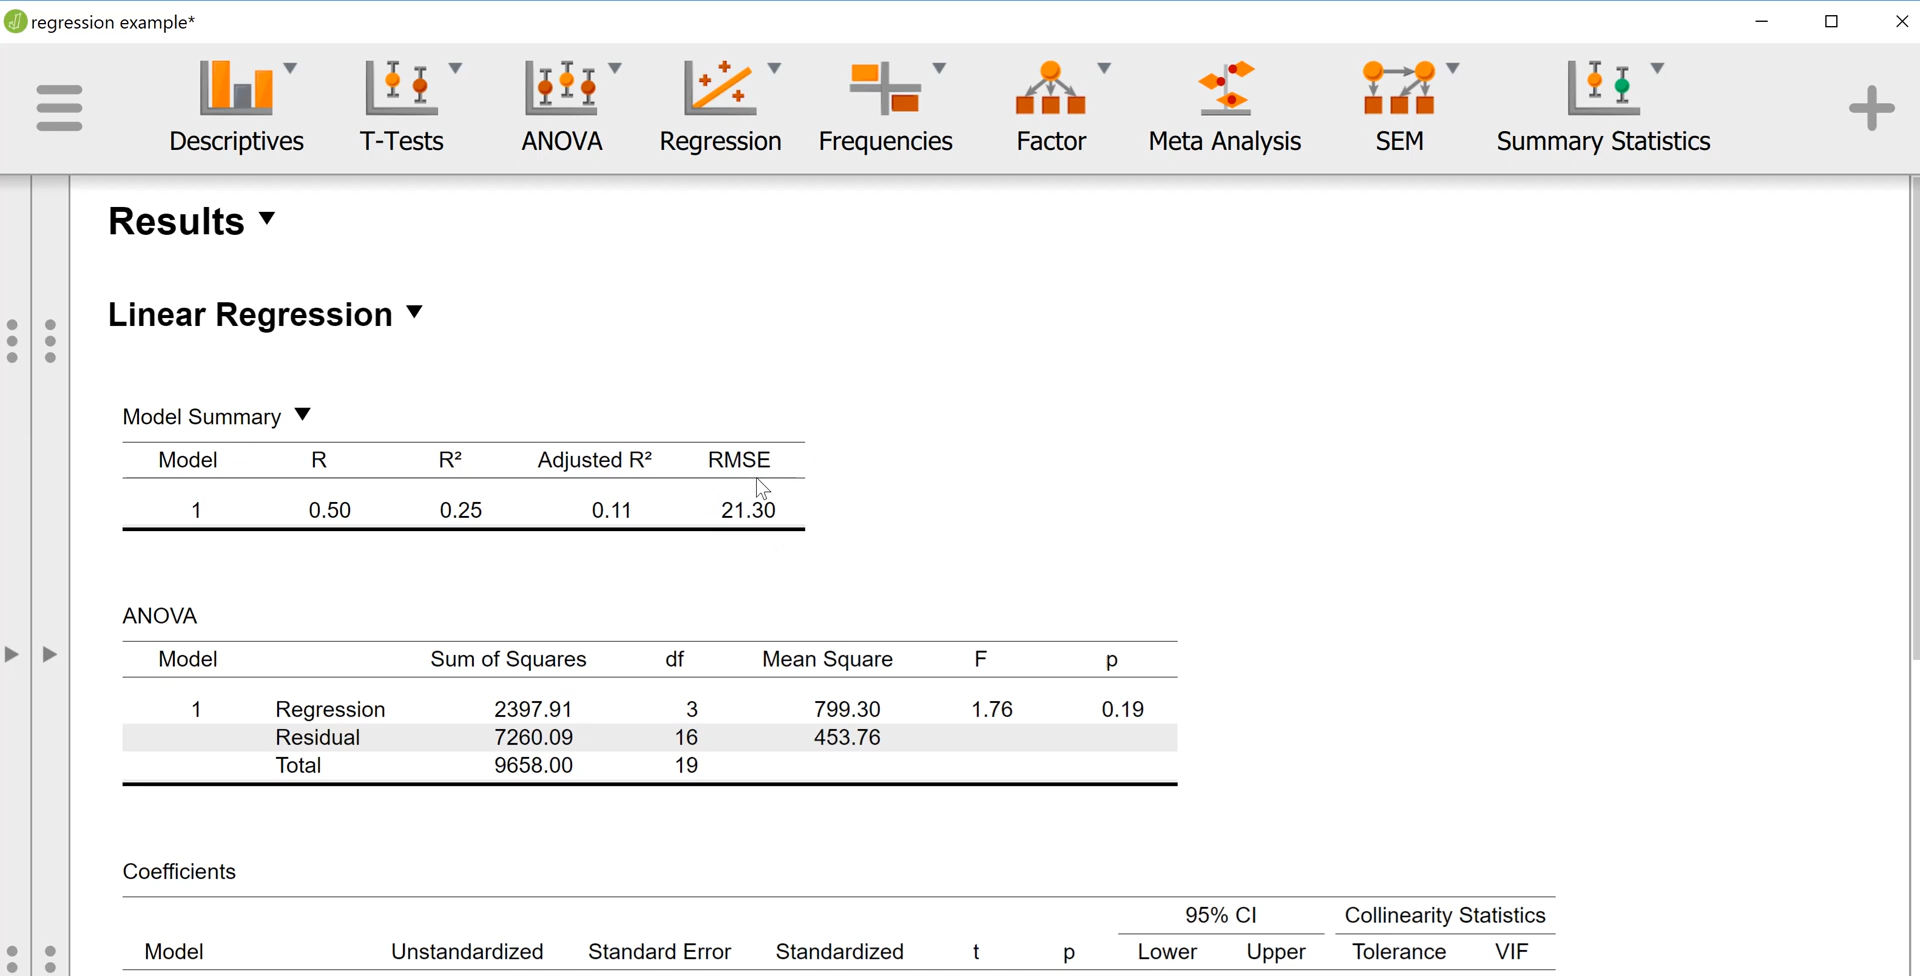 regression example*
Descriptives T-Tests ANOVA Regression Frequencies Factor Meta Analysis SEM Summary Statistics
Results
Linear Regression
Model Summary
Model R R² Adjusted R² RMSE
1 0.50 0.25 0.11 21.30
ANOVA
Model Sum of Squares df Mean Square F p
1 Regression 2397.91 3 799.30 1.76 0.19
Residual 7260.09 16 453.76
Total 9658.00 19
Coefficients
95% CI Collinearity Statistics
Model Unstandardized Standard Error Standardized t p Lower Upper Tolerance VIF